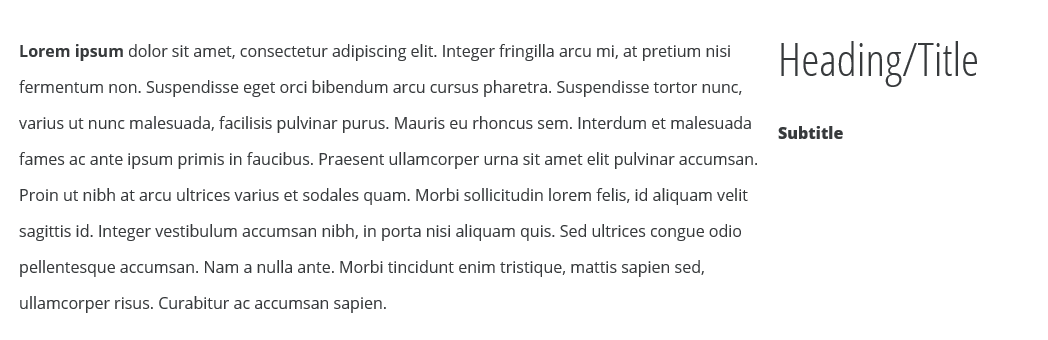 Lorem ipsum dolor sit amet, consectetur adipiscing elit. Integer fringilla arcu mi, at pretium nisi
fermentum non. Suspendisse eget orci bibendum arcu cursus pharetra. Suspendisse tortor nunc,
varius ut nunc malesuada, facilisis pulvinar purus. Mauris eu rhoncus sem. Interdum et malesuada
fames ac ante ipsum primis in faucibus. Praesent ullamcorper urna sit amet elit pulvinar accumsan.
Proin ut nibh at arcu ultrices varius et sodales quam. Morbi sollicitudin lorem felis, id aliquam velit
sagittis id. Integer vestibulum accumsan nibh, in porta nisi aliquam quis. Sed ultrices congue odio
pellentesque accumsan. Nam a nulla ante. Morbi tincidunt enim tristique, mattis sapien sed,
ullamcorper risus. Curabitur ac accumsan sapien.
Heading/Title
Subtitle